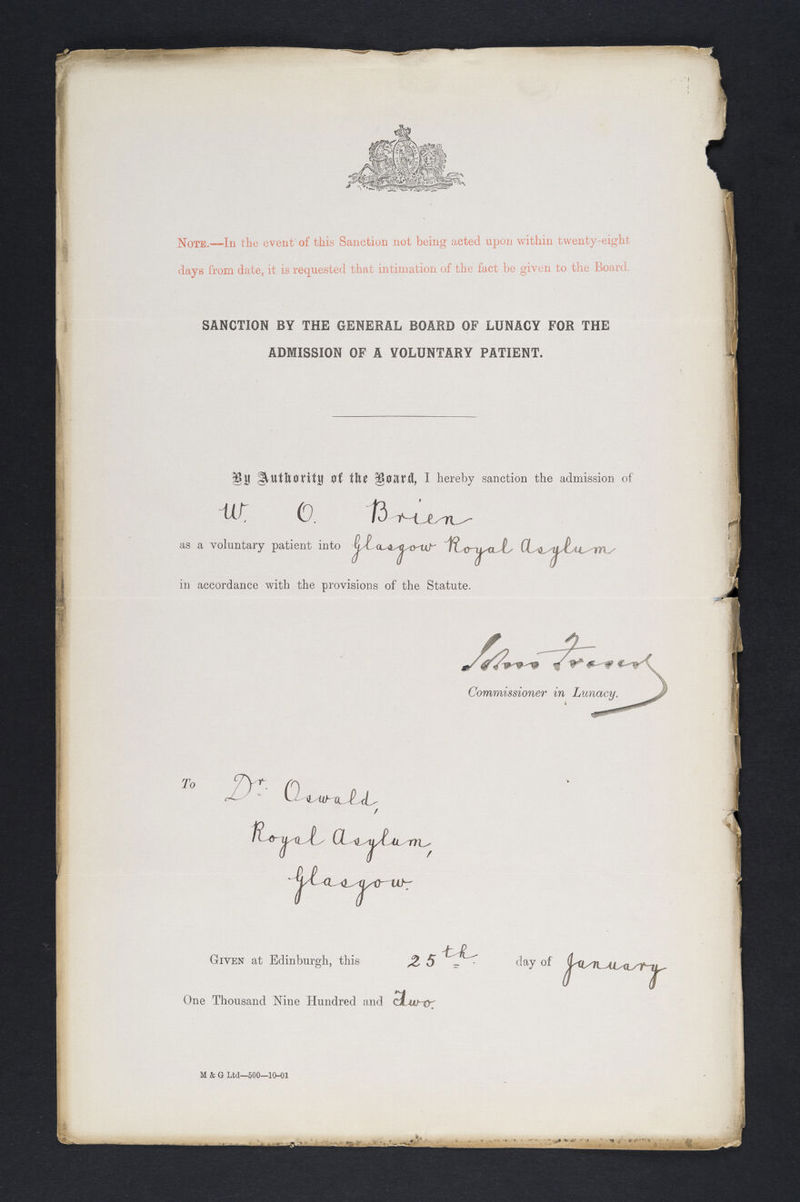 NOTE.—In the event of this Sanction not being acted upon within twenty-eight
days from date, it is requested that intimation of the fact be given to the Board.
SANCTION BY THE GENERAL BOARD OF LUNACY FOR THE
ADMISSION OF A VOLUNTARY PATIENT.
By Authority of the Board, I hereby sanction the admission of
W. O. Brien
as a voluntary patient into Glasgow Royal Asylum
in accordance with the provisions of the Statute.
John Fraser
Commissioner in Lunacy.
To Dr. Oswald,
Royal Asylum,
Glasgow.
GIVEN at Edinburgh, this 25th day of January
One Thousand Nine Hundred and Two.
M & G Ltd—500—10-01